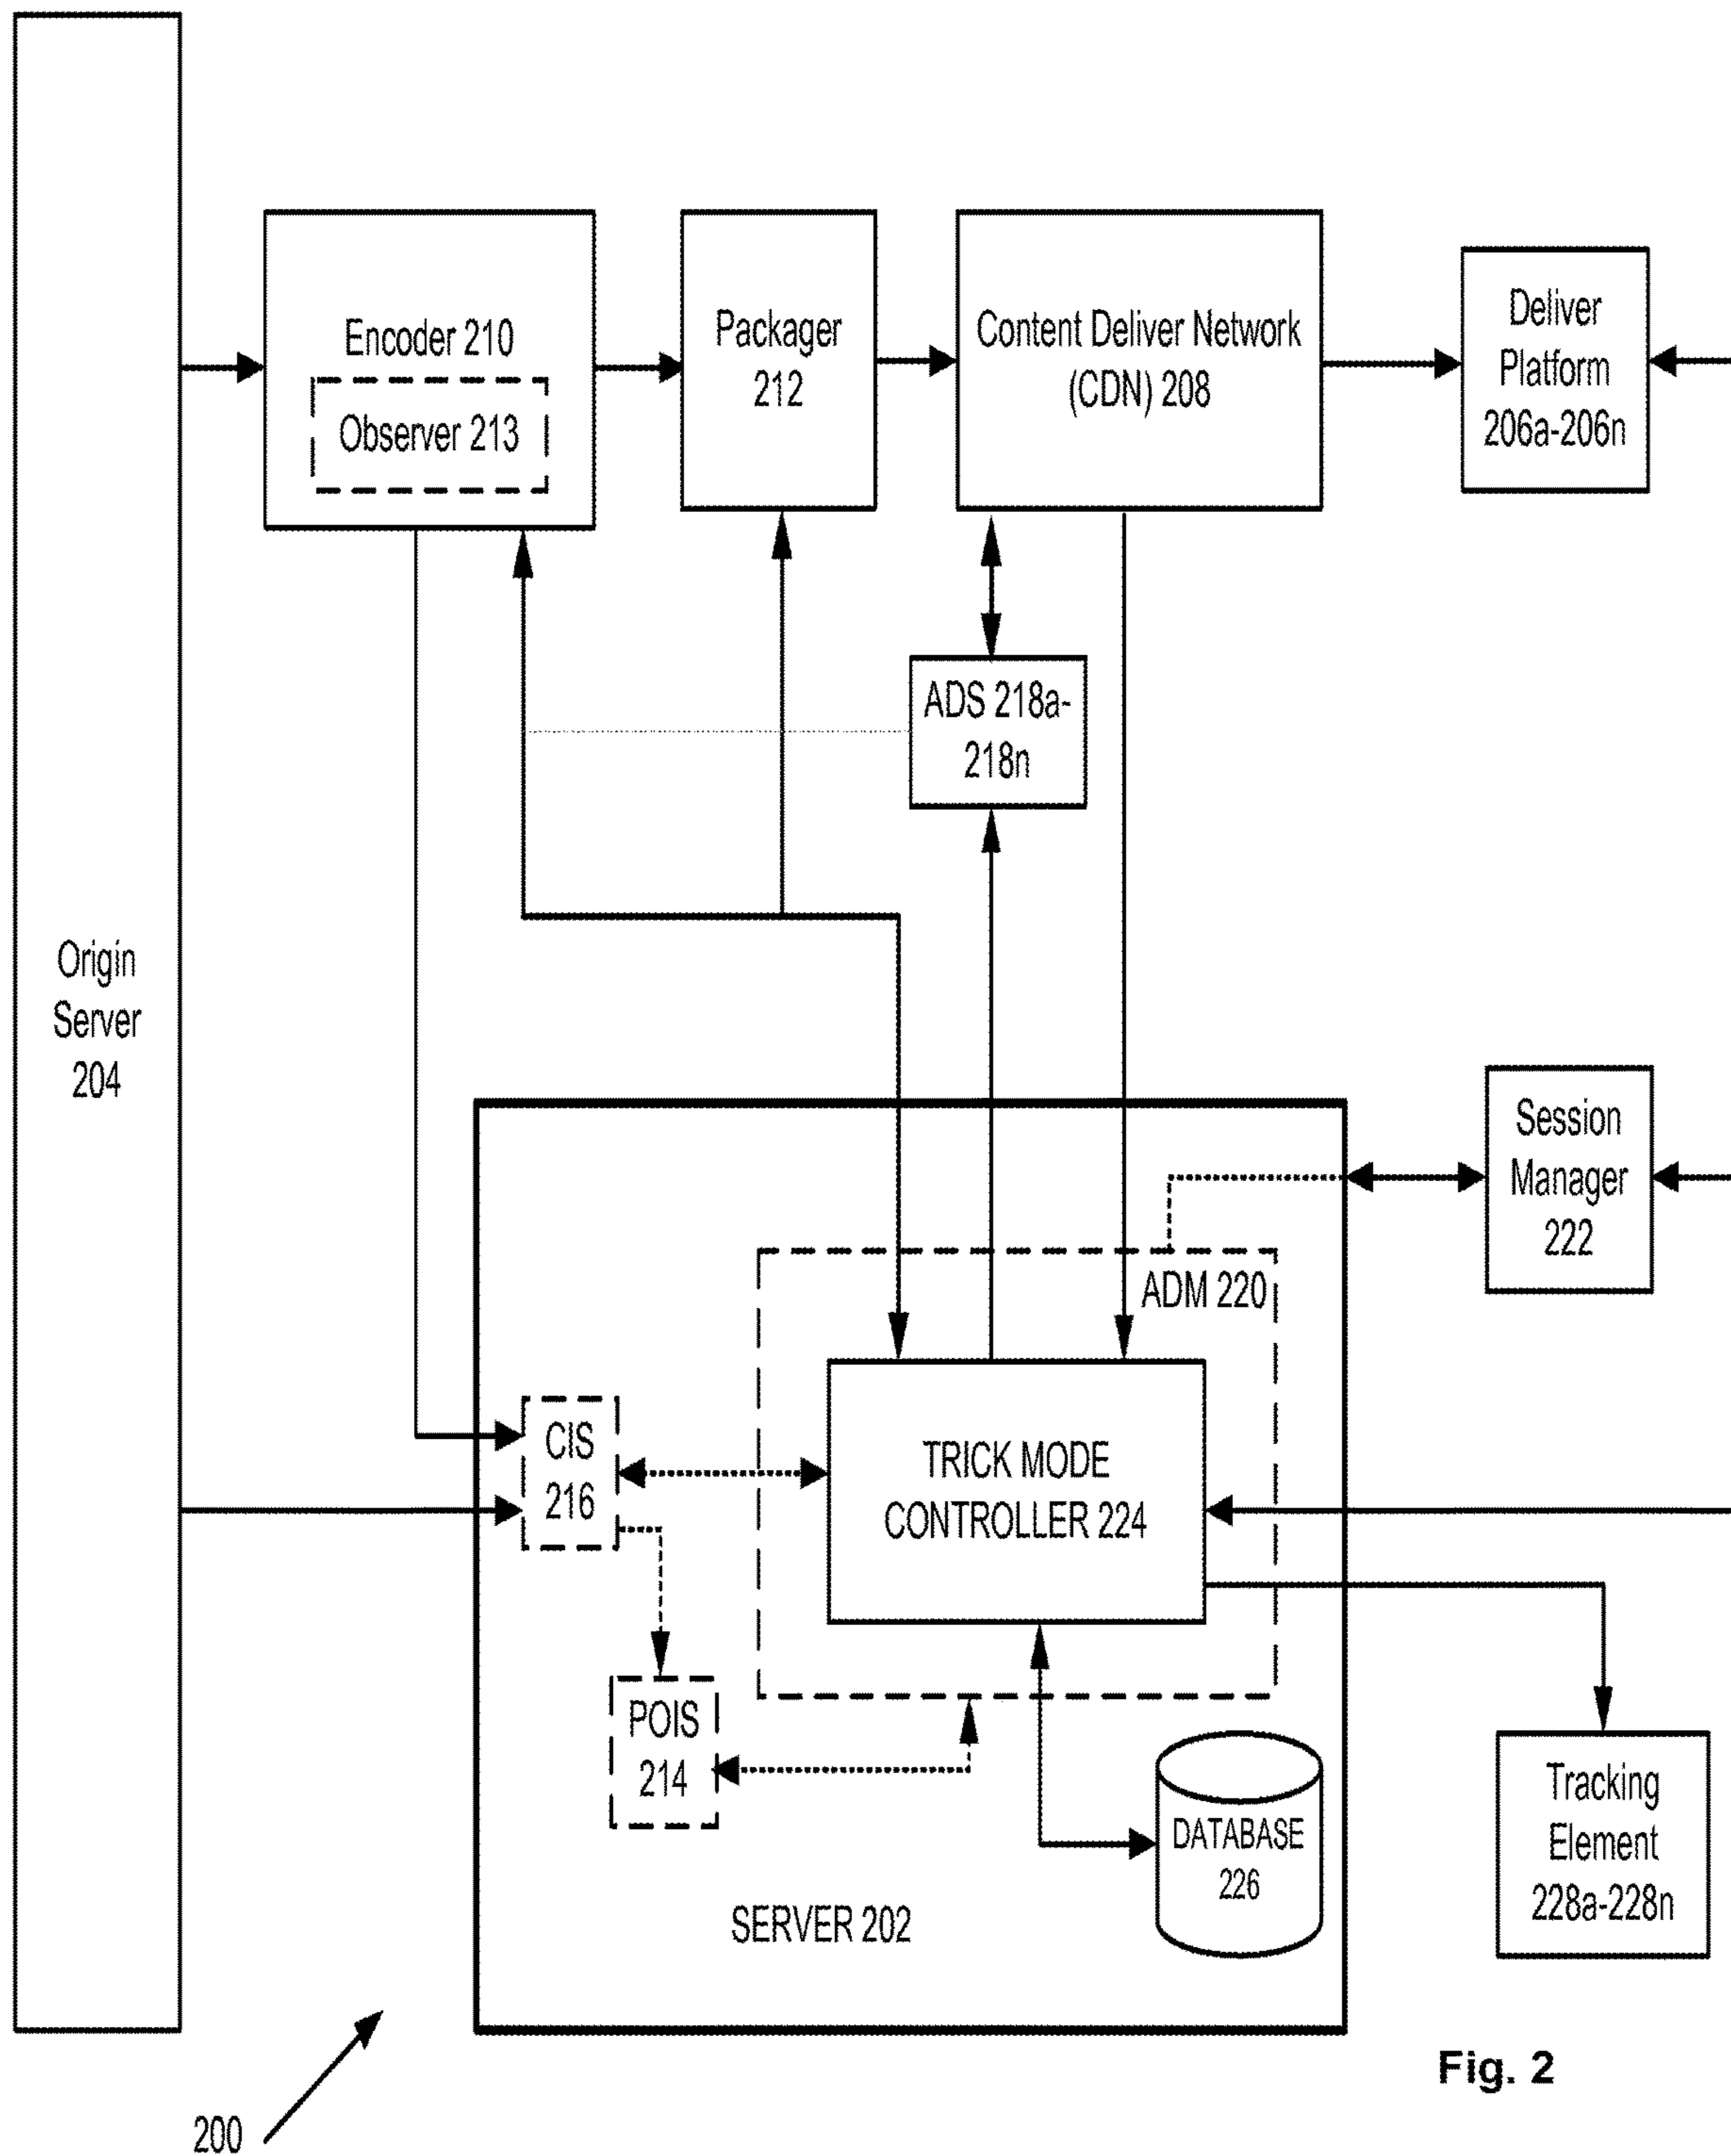 Encoder 210
Observer 213
Packager
212
Content Deliver Network
(CDN) 208
Deliver
Platform
206a-206n
ADS 218a-
218n
Origin
Server
204
Session
Manager
222
ADM 220
CIS
216
TRICK MODE
CONTROLLER 224
POIS
214
DATABASE
226
Tracking
Element
228a-228n
SERVER 202
Fig. 2
200